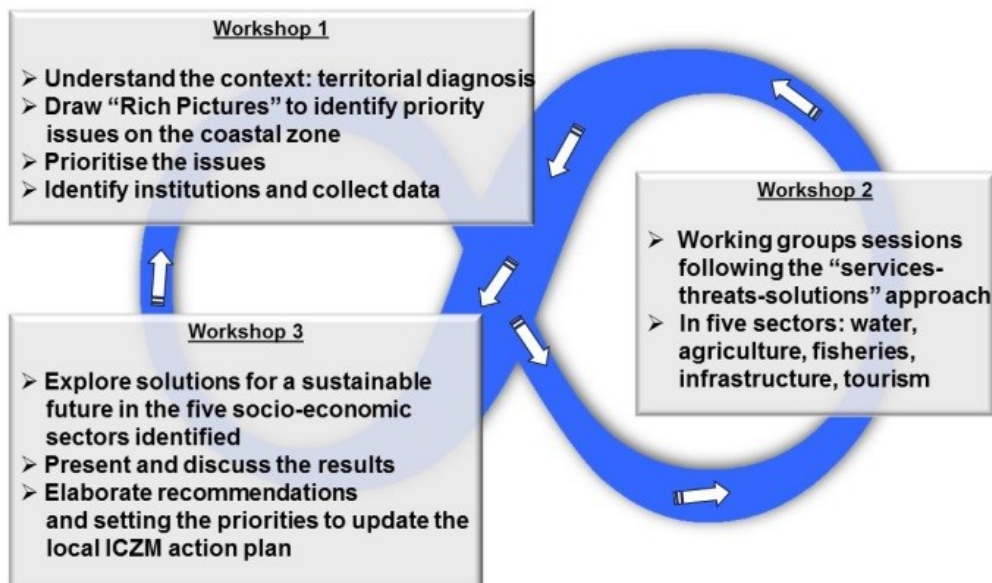 Workshop 1
➢ Understand the context: territorial diagnosis
➢ Draw “Rich Pictures” to identify priority
issues on the coastal zone
➢ Prioritise the issues
➢ Identify institutions and collect data
Workshop 2
➢ Working groups sessions
following the “services-
threats-solutions” approach
➢ In five sectors: water,
agriculture, fisheries,
infrastructure, tourism
Workshop 3
➢ Explore solutions for a sustainable
future in the five socio-economic
sectors identified
➢ Present and discuss the results
➢ Elaborate recommendations
and setting the priorities to update the
local ICZM action plan